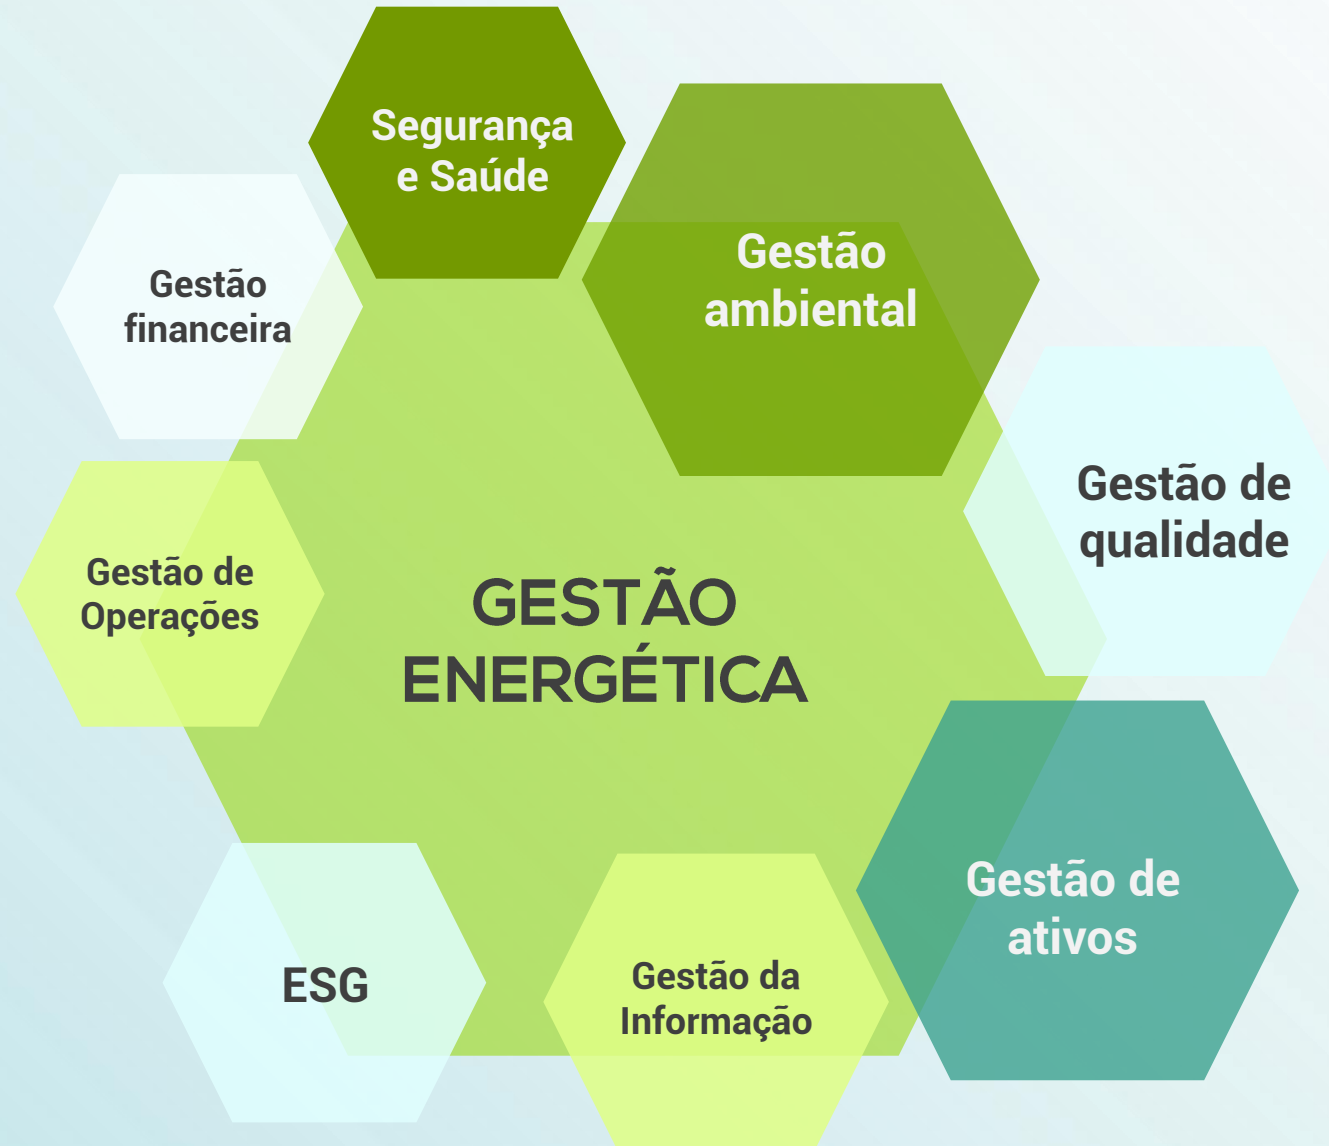 Segurança
e Saúde
Gestão
ambiental
Gestão
financeira
Gestão de
qualidade
Gestão de
Operações
GESTÃO
ENERGÉTICA
Gestão de
ativos
ESG
Gestão da
Informação